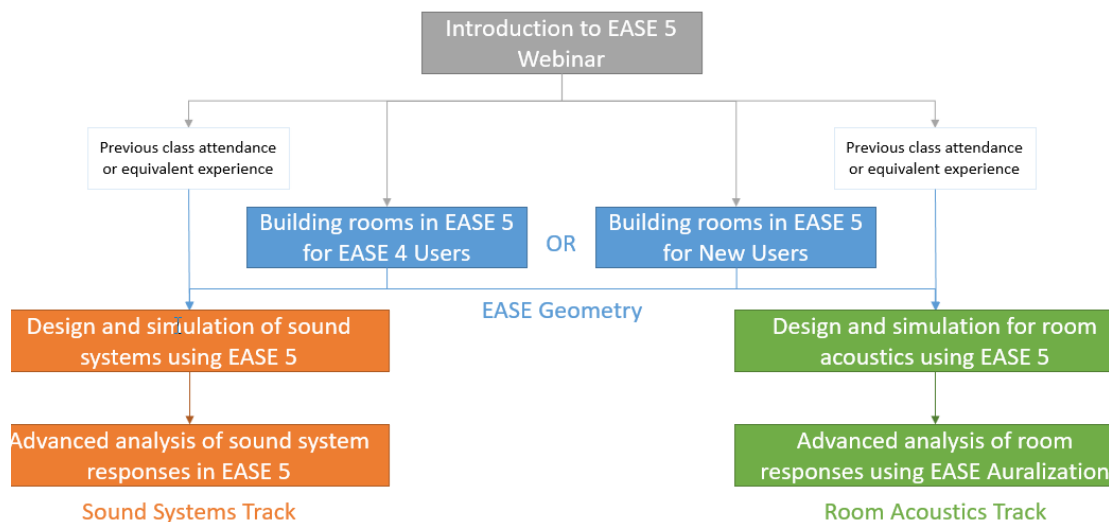 Introduction to EASE 5
Webinar
Previous class attendance
or equivalent experience
Previous class attendance
or equivalent experience
Building rooms in EASE 5
for EASE 4 Users
OR
Building rooms in EASE 5
for New Users
EASE Geometry
Design and simulation of sound
systems using EASE 5
Design and simulation for room
acoustics using EASE 5
Advanced analysis of sound system
responses in EASE 5
Advanced analysis of room
responses using EASE Auralization
Sound Systems Track
Room Acoustics Track